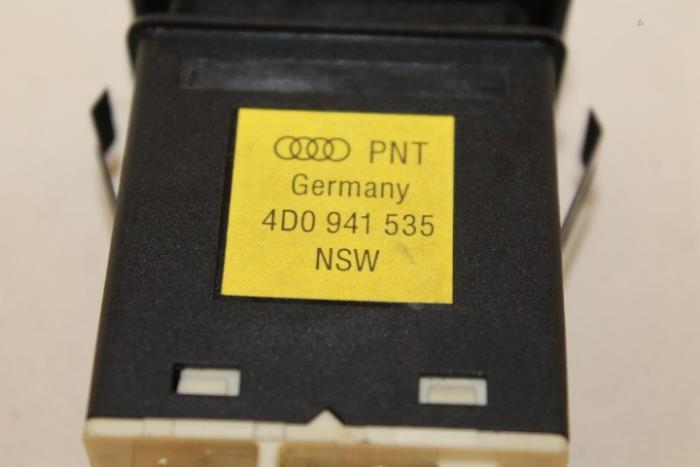 PNT
Germany
4D0 941 535
NSW